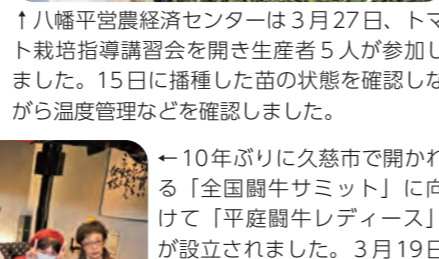 ↑八幡平営農経済センターは3月27日、トマ
ト栽培指導講習会を開き生産者5人が参加し
ました。15日に播種した苗の状態を確認しな
がら温度管理などを確認しました。
←10年ぶりに久慈市で開かれ
る「全国闘牛サミット」に向
けて「平庭闘牛レディース」
が設立されました。3月19日